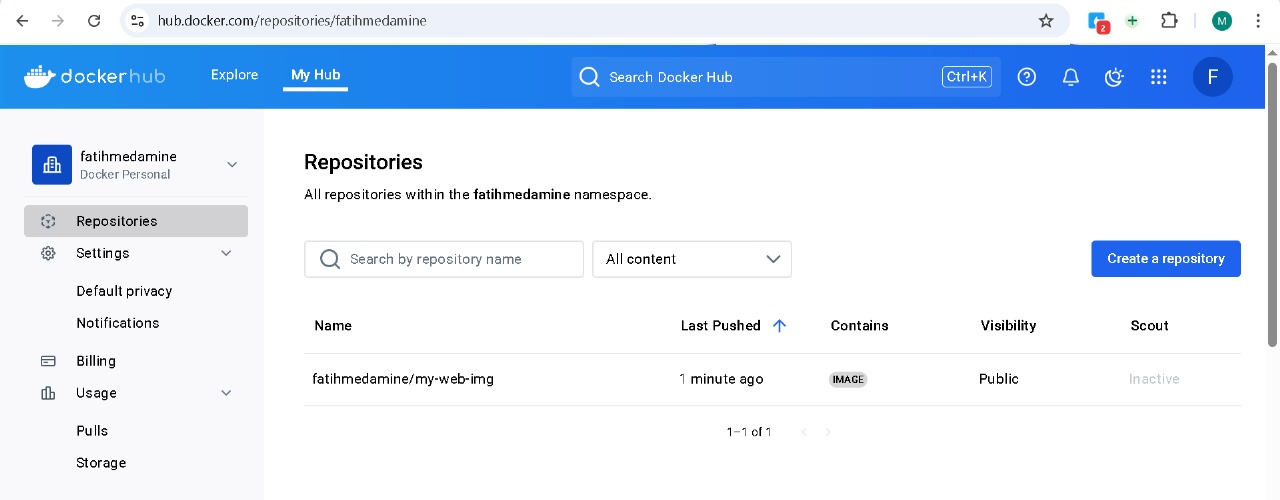 hub.docker.com/repositories/fatihmedamine
2
M
dockerhub
Explore
My Hub
Search Docker Hub
Ctrl+K
F
fatihmedamine
Docker Personal
Repositories
Settings
Default privacy
Notifications
Billing
Usage
Pulls
Storage
Repositories
All repositories within the fatihmedamine namespace.
Search by repository name
All content
Create a repository
Name Last Pushed Contains Visibility Scout
fatihmedamine/my-web-img 1 minute ago IMAGE Public Inactive
1–1 of 1